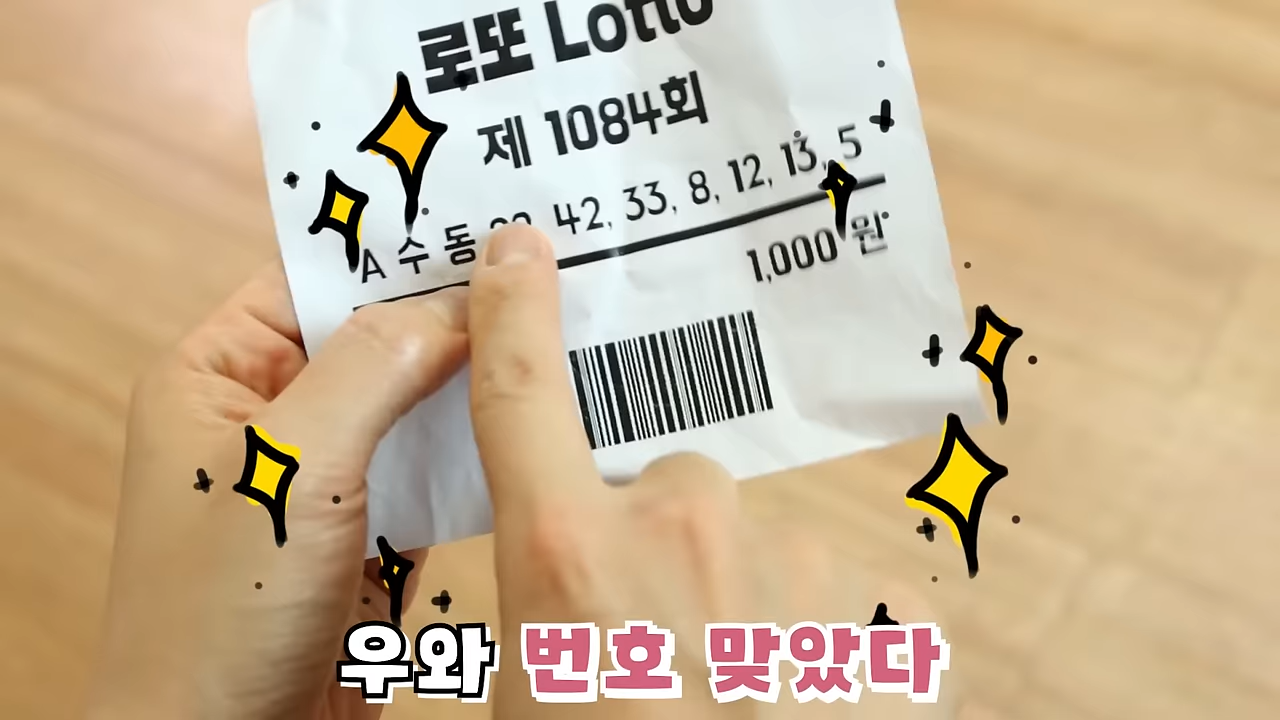 로또 Lotto
제 1084회
A 수동 42, 33, 8, 12, 13, 5
1,000 원
우와 번호 맞았다